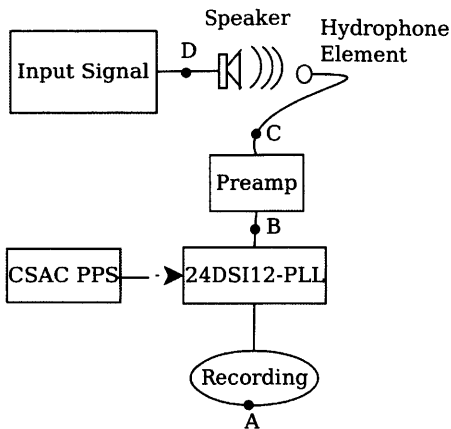 Speaker
Hydrophone
Element
D
Input Signal
C
Preamp
B
CSAC PPS
24DSI12-PLL
Recording
A